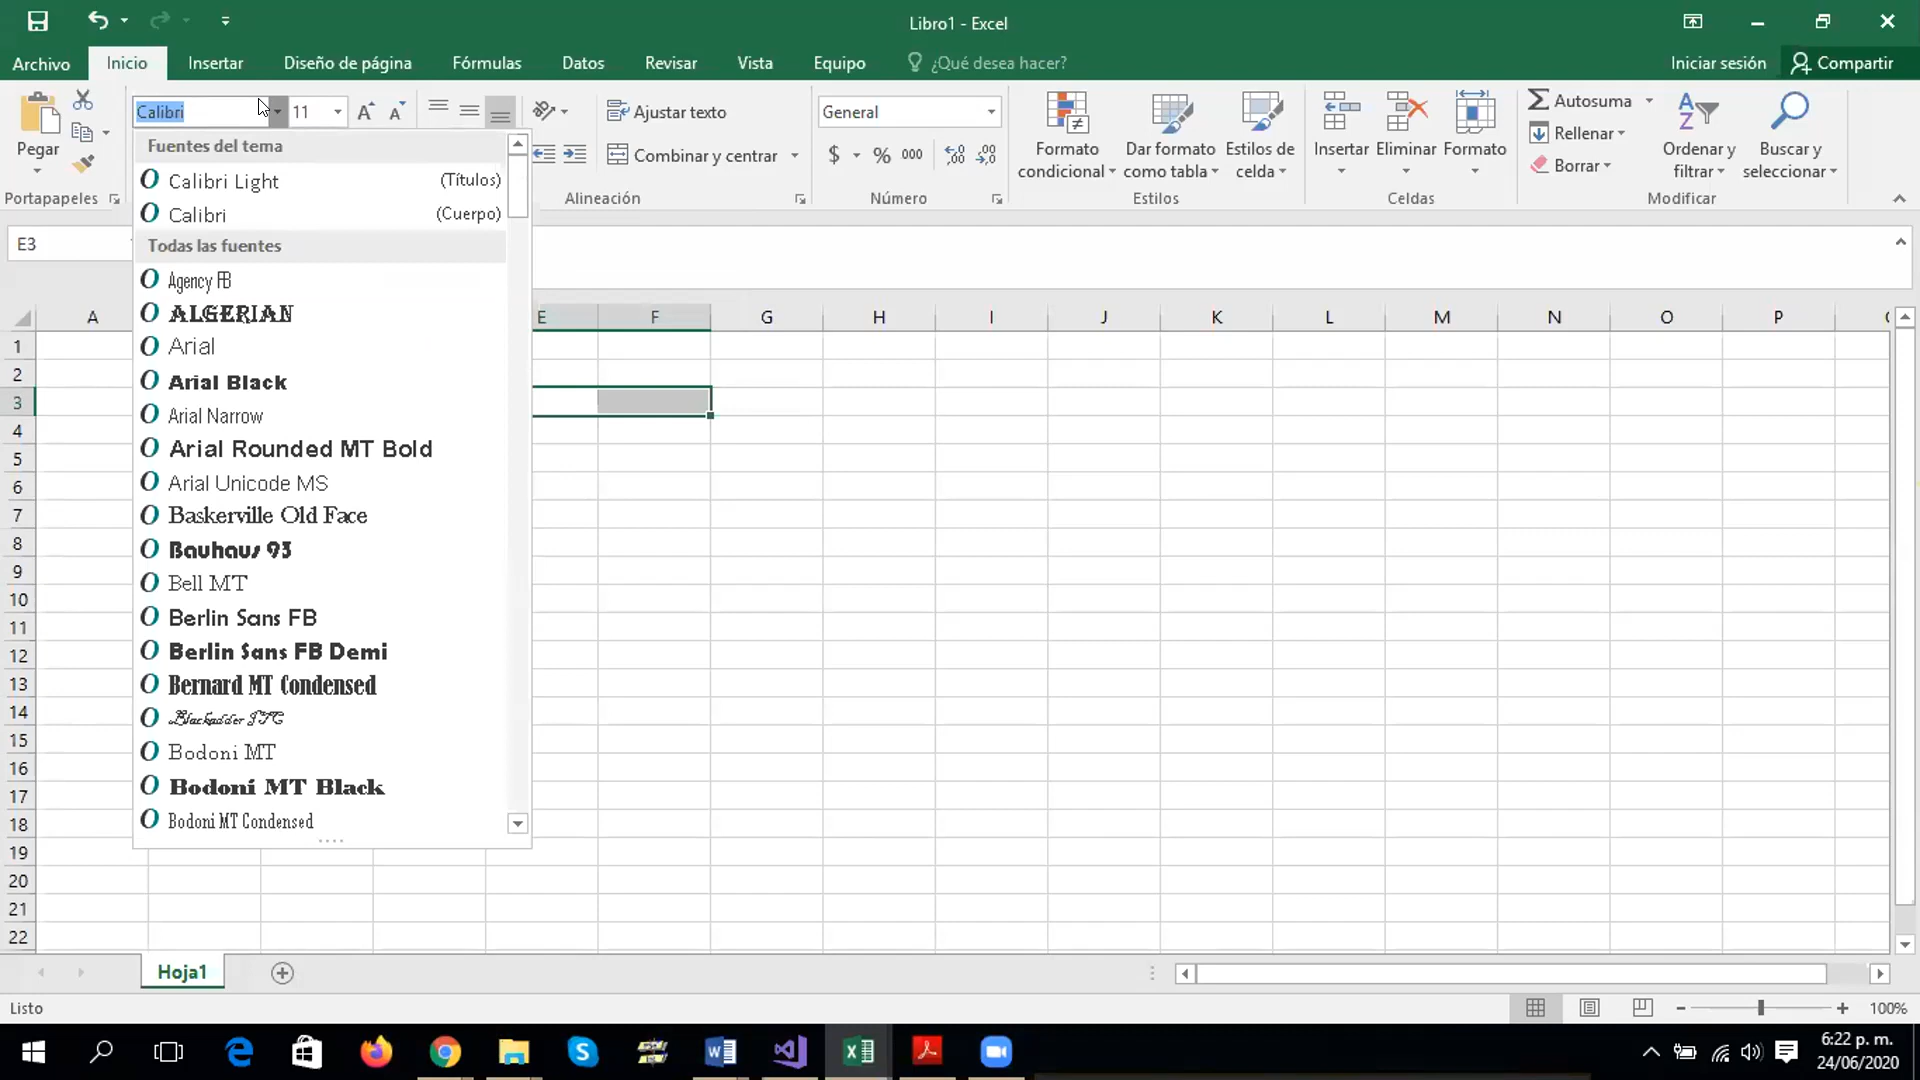 Libro1 - Excel
Archivo Inicio Insertar Diseño de página Fórmulas Datos Revisar Vista Equipo ¿Qué desea hacer? Iniciar sesión Compartir
Calibri 11 Ajustar texto General Autosuma
Pegar Combinar y centrar $ % 000 Formato condicional Dar formato como tabla Estilos de celda Insertar Eliminar Formato Rellenar Borrar Ordenar y filtrar Buscar y seleccionar
Portapapeles Alineación Número Estilos Celdas Modificar
Fuentes del tema
Calibri Light (Títulos)
Calibri (Cuerpo)
E3
Todas las fuentes
Agency FB
ALGERIAN
Arial
Arial Black
Arial Narrow
Arial Rounded MT Bold
Arial Unicode MS
Baskerville Old Face
Bauhaus 93
Bell MT
Berlin Sans FB
Berlin Sans FB Demi
Bernard MT Condensed
Blackadder ITC
Bodoni MT
Bodoni MT Black
Bodoni MT Condensed
A E F G H I J K L M N O P
1
2
3
4
5
6
7
8
9
10
11
12
13
14
15
16
17
18
19
20
21
22
Hoja1
Listo 100%
6:22 p. m.
24/06/2020